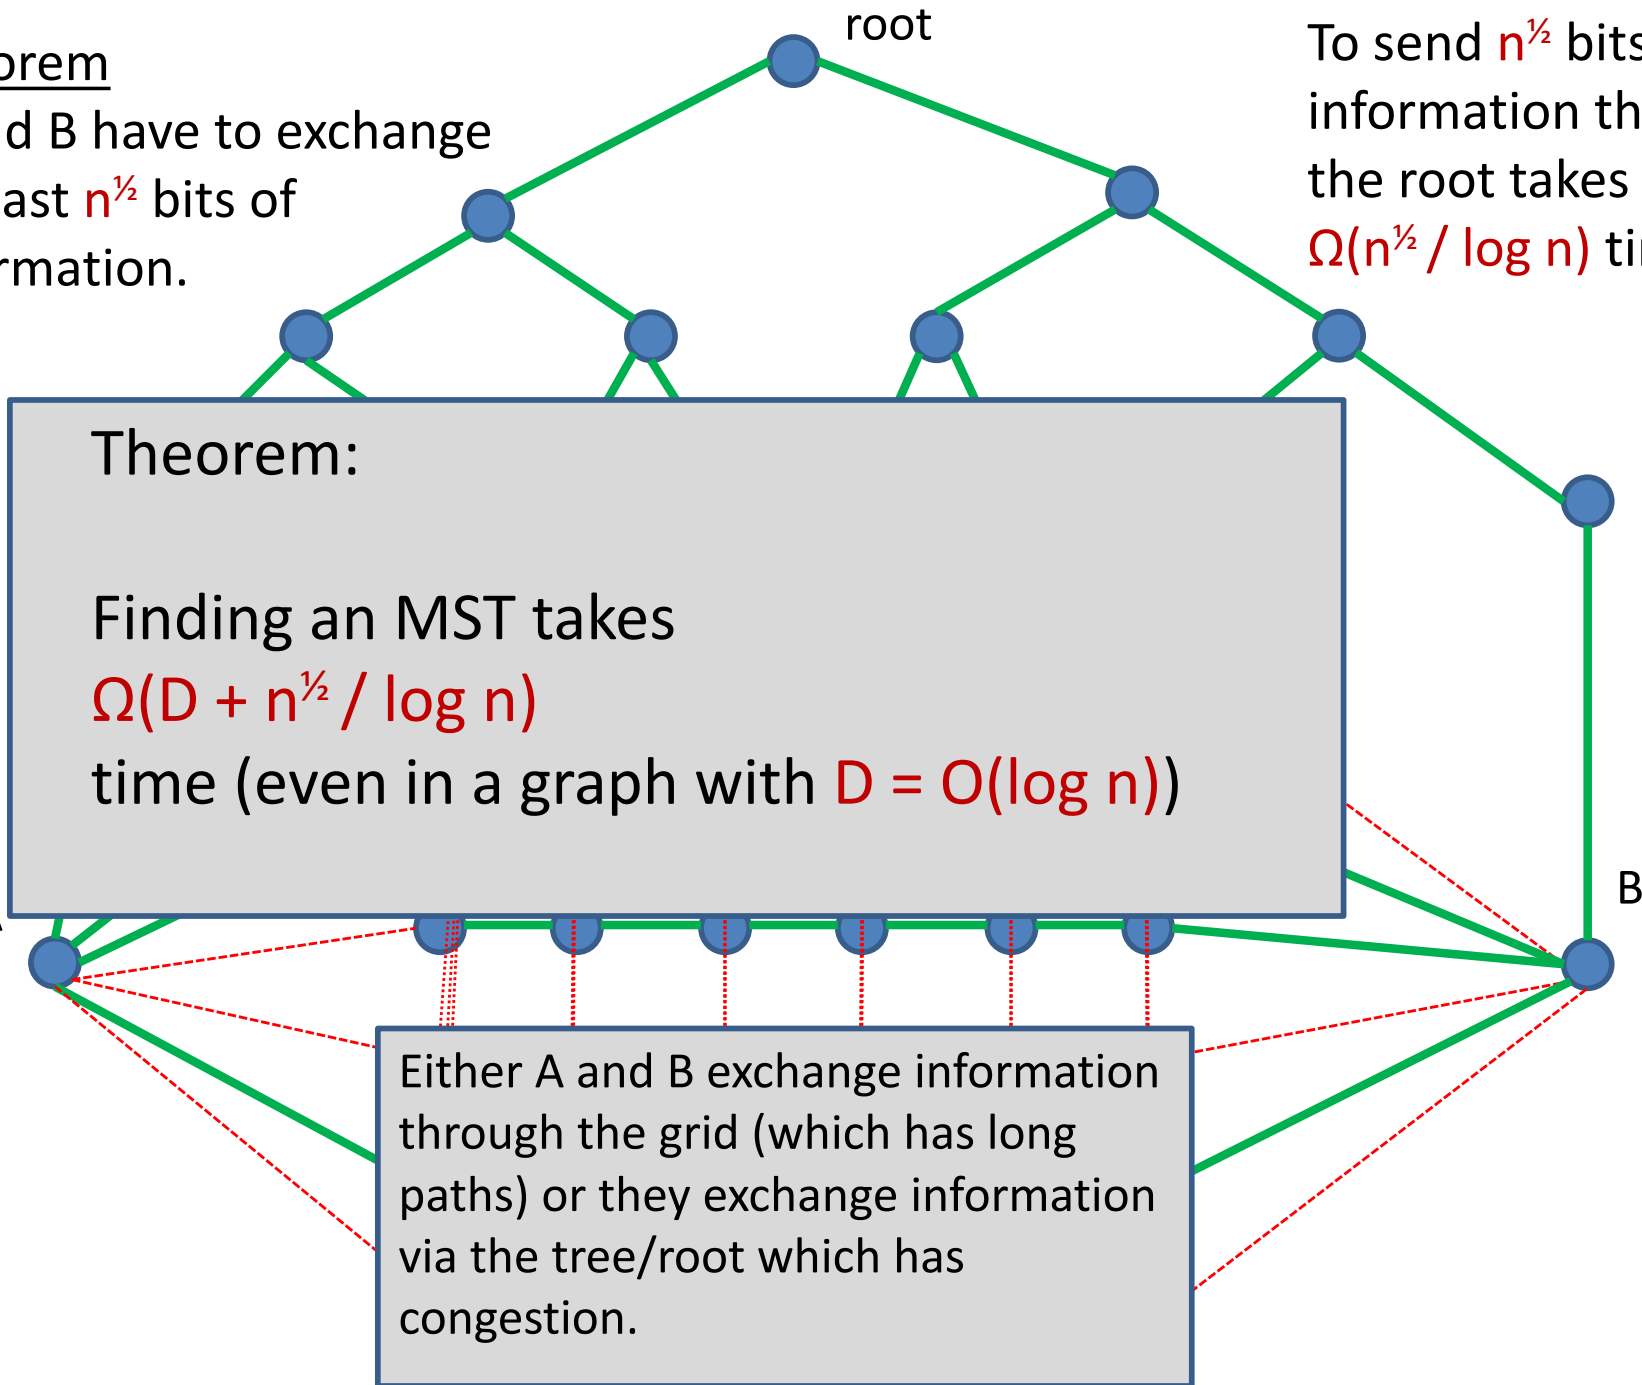 root
orem
d B have to exchange
ast n½ bits of
rmation.
To send n½ bits
information th
the root takes
Ω(n½ / log n) ti
Theorem:
Finding an MST takes
Ω(D + n½ / log n)
time (even in a graph with D = O(log n))
B
Either A and B exchange information
through the grid (which has long
paths) or they exchange information
via the tree/root which has
congestion.